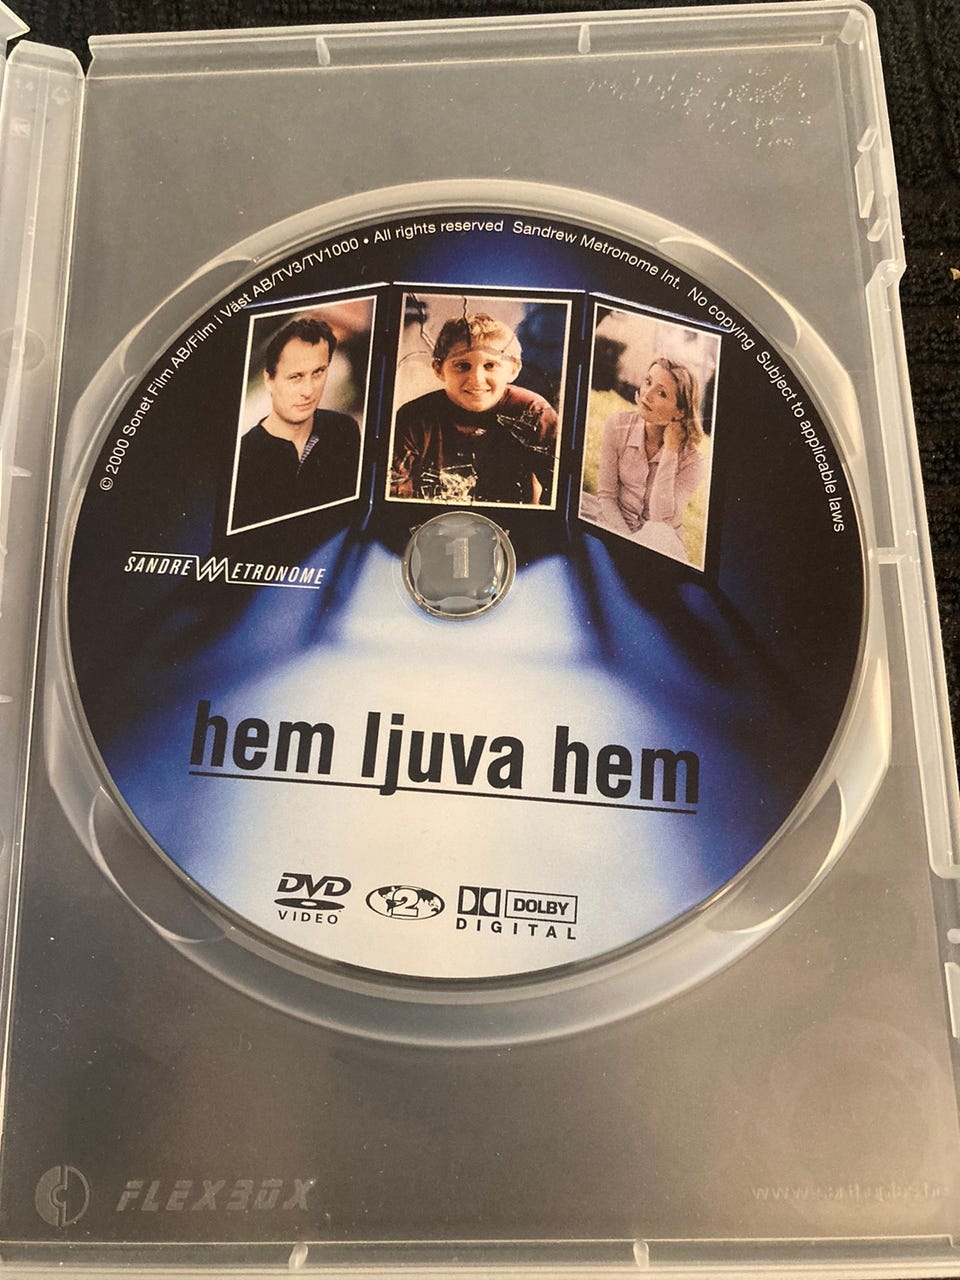 © 2000 Sonet Film AB/Film i Väst AB/TV3/TV1000 • All rights reserved Sandrew Metronome Int. No copying Subject to applicable laws
SANDREW METRONOME
1
hem ljuva hem
DVD
VIDEO
2
DOLBY
DIGITAL
FLEXBOX